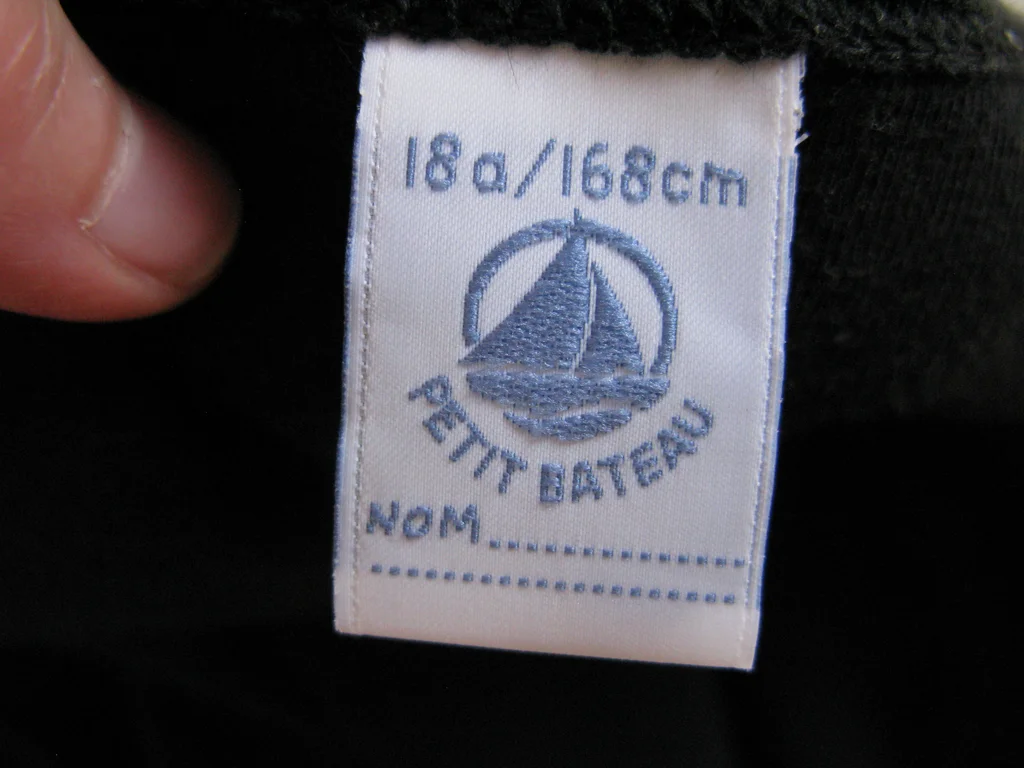 18a/168cm
PETIT BATEAU
NOM..............
....................